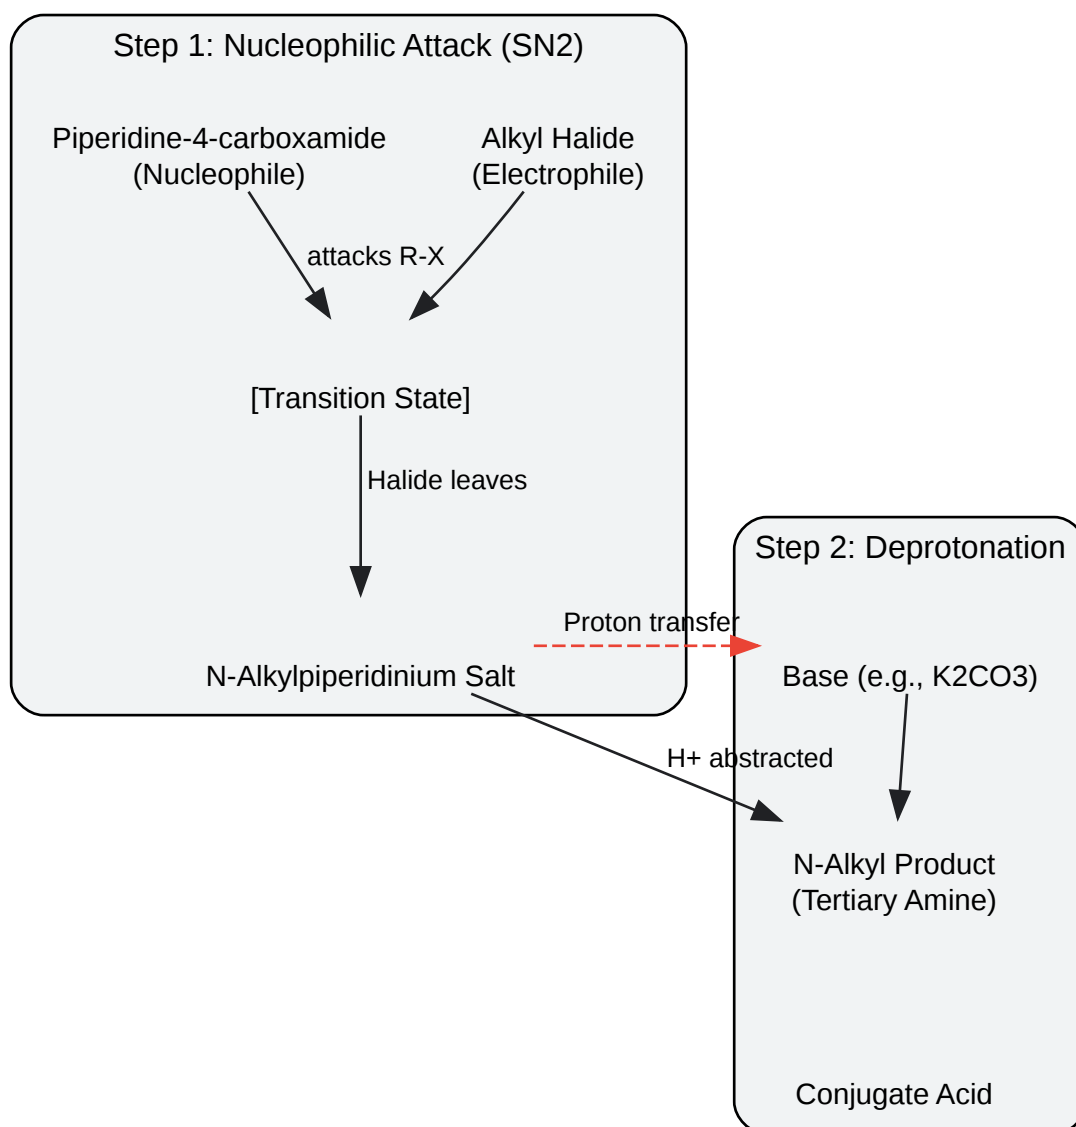 Step 1: Nucleophilic Attack (SN2)
Piperidine-4-carboxamide
(Nucleophile)
Alkyl Halide
(Electrophile)
attacks R-X
[Transition State]
Halide leaves
N-Alkylpiperidinium Salt
Proton transfer
H+ abstracted
Step 2: Deprotonation
Base (e.g., K2CO3)
N-Alkyl Product
(Tertiary Amine)
Conjugate Acid